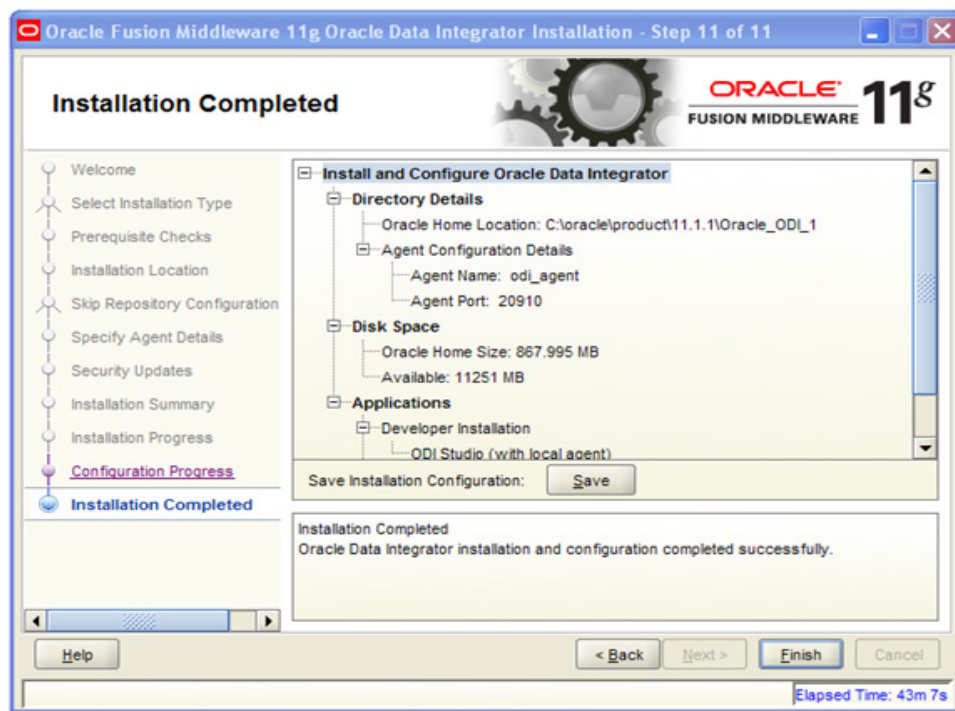 Oracle Fusion Middleware 11g Oracle Data Integrator Installation - Step 11 of 11
Installation Completed
ORACLE
FUSION MIDDLEWARE 11g
Welcome
Select Installation Type
Prerequisite Checks
Installation Location
Skip Repository Configuration
Specify Agent Details
Security Updates
Installation Summary
Installation Progress
Configuration Progress
Installation Completed
Install and Configure Oracle Data Integrator
Directory Details
Oracle Home Location: C:\oracle\product\11.1.1\Oracle_ODI_1
Agent Configuration Details
Agent Name: odi_agent
Agent Port: 20910
Disk Space
Oracle Home Size: 867.995 MB
Available: 11251 MB
Applications
Developer Installation
ODI Studio (with local agent)
Save Installation Configuration: Save
Installation Completed
Oracle Data Integrator installation and configuration completed successfully.
Help < Back Next > Finish Cancel
Elapsed Time: 43m 7s